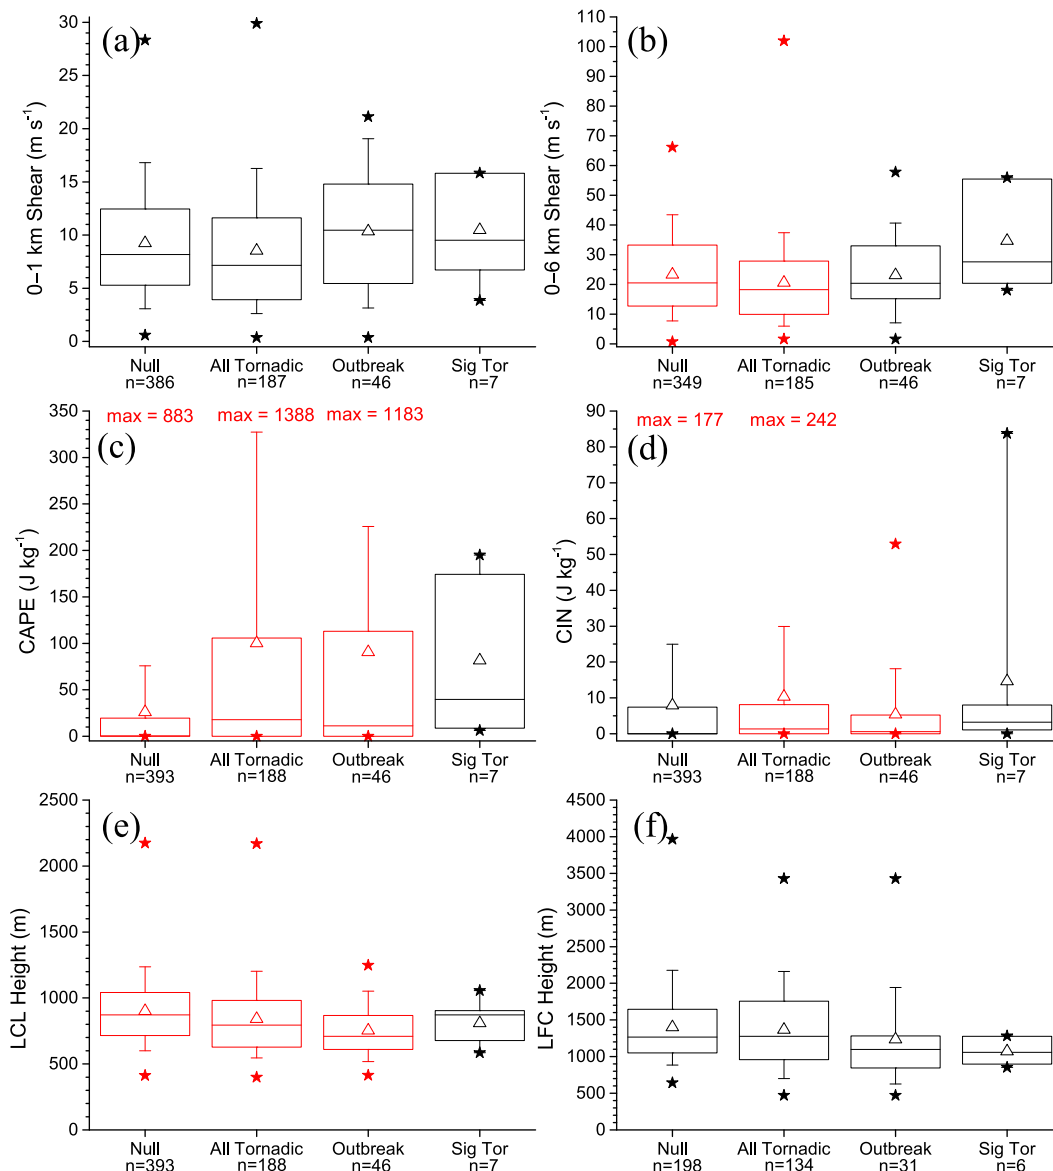 (a)
0–1 km Shear (m s⁻¹)
30
25
20
15
10
5
0
Null
n=386
All Tornadic
n=187
Outbreak
n=46
Sig Tor
n=7
(b)
0–6 km Shear (m s⁻¹)
110
100
90
80
70
60
50
40
30
20
10
0
Null
n=349
All Tornadic
n=185
Outbreak
n=46
Sig Tor
n=7
(c)
max = 883
max = 1388
max = 1183
CAPE (J kg⁻¹)
350
300
250
200
150
100
50
0
Null
n=393
All Tornadic
n=188
Outbreak
n=46
Sig Tor
n=7
(d)
max = 177
max = 242
CIN (J kg⁻¹)
90
80
70
60
50
40
30
20
10
0
Null
n=393
All Tornadic
n=188
Outbreak
n=46
Sig Tor
n=7
(e)
LCL Height (m)
2500
2000
1500
1000
500
0
Null
n=393
All Tornadic
n=188
Outbreak
n=46
Sig Tor
n=7
(f)
LFC Height (m)
4500
4000
3500
3000
2500
2000
1500
1000
500
0
Null
n=198
All Tornadic
n=134
Outbreak
n=31
Sig Tor
n=6